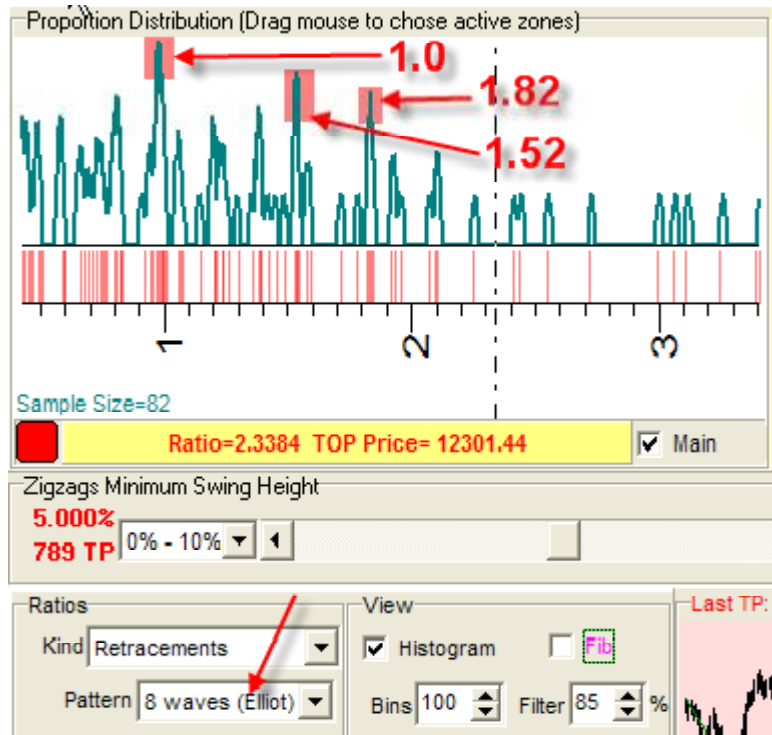 Proportion Distribution (Drag mouse to chose active zones)
1.0
1.82
1.52
1 2 3
Sample Size=82
Ratio=2.3384 TOP Price= 12301.44 Main
Zigzags Minimum Swing Height
5.000%
789 TP 0% - 10%
Ratios View Last TP:
Kind Retracements Histogram Fib
Pattern 8 waves (Elliot) Bins 100 Filter 85 %